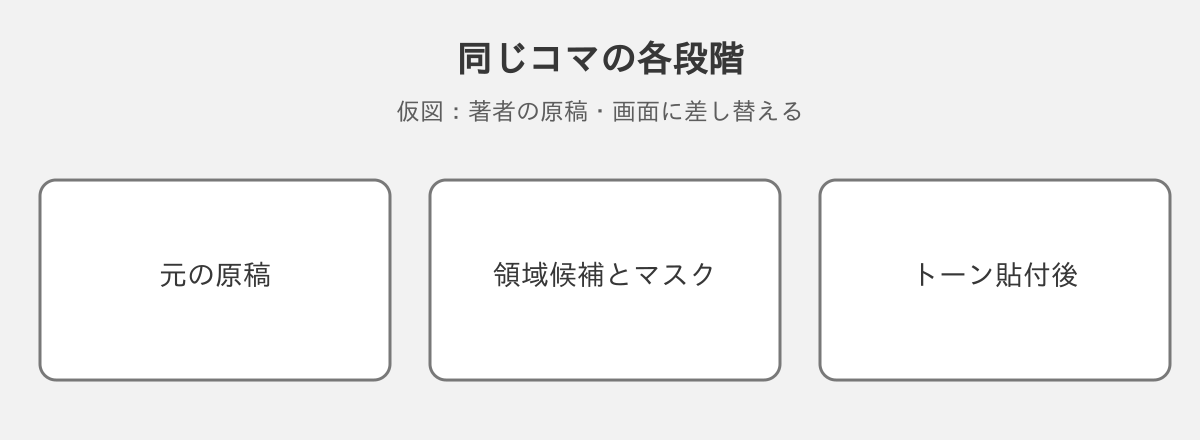 同じコマの各段階
仮図：著者の原稿・画面に差し替える
元の原稿
領域候補とマスク
トーン貼付後